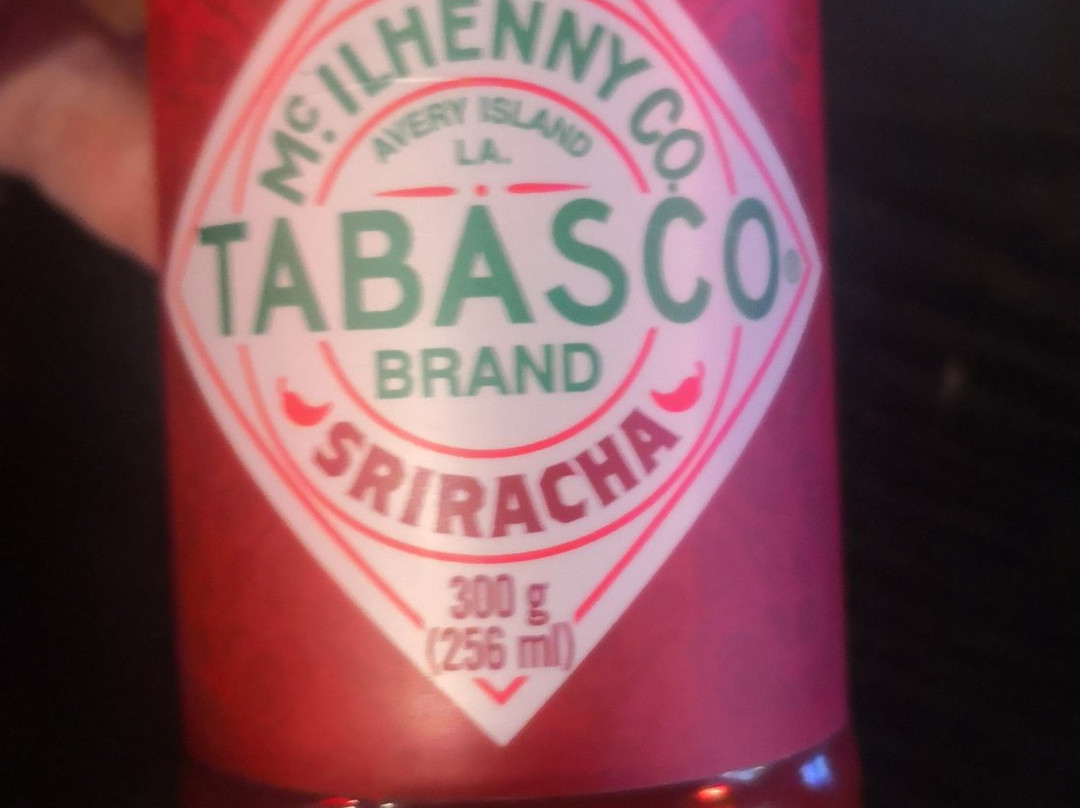 McILHENNY CO.
AVERY ISLAND
LA.
TABASCO®
BRAND
SRIRACHA
300 g
(256 ml)